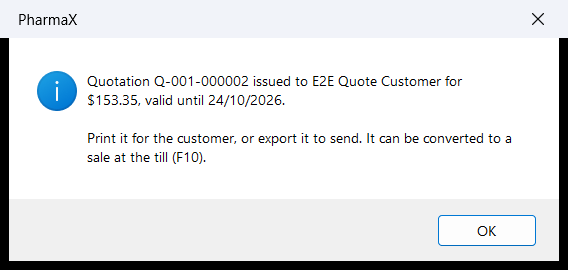 PharmaX
Quotation Q-001-000002 issued to E2E Quote Customer for
$153.35, valid until 24/10/2026.
Print it for the customer, or export it to send. It can be converted to a
sale at the till (F10).
OK